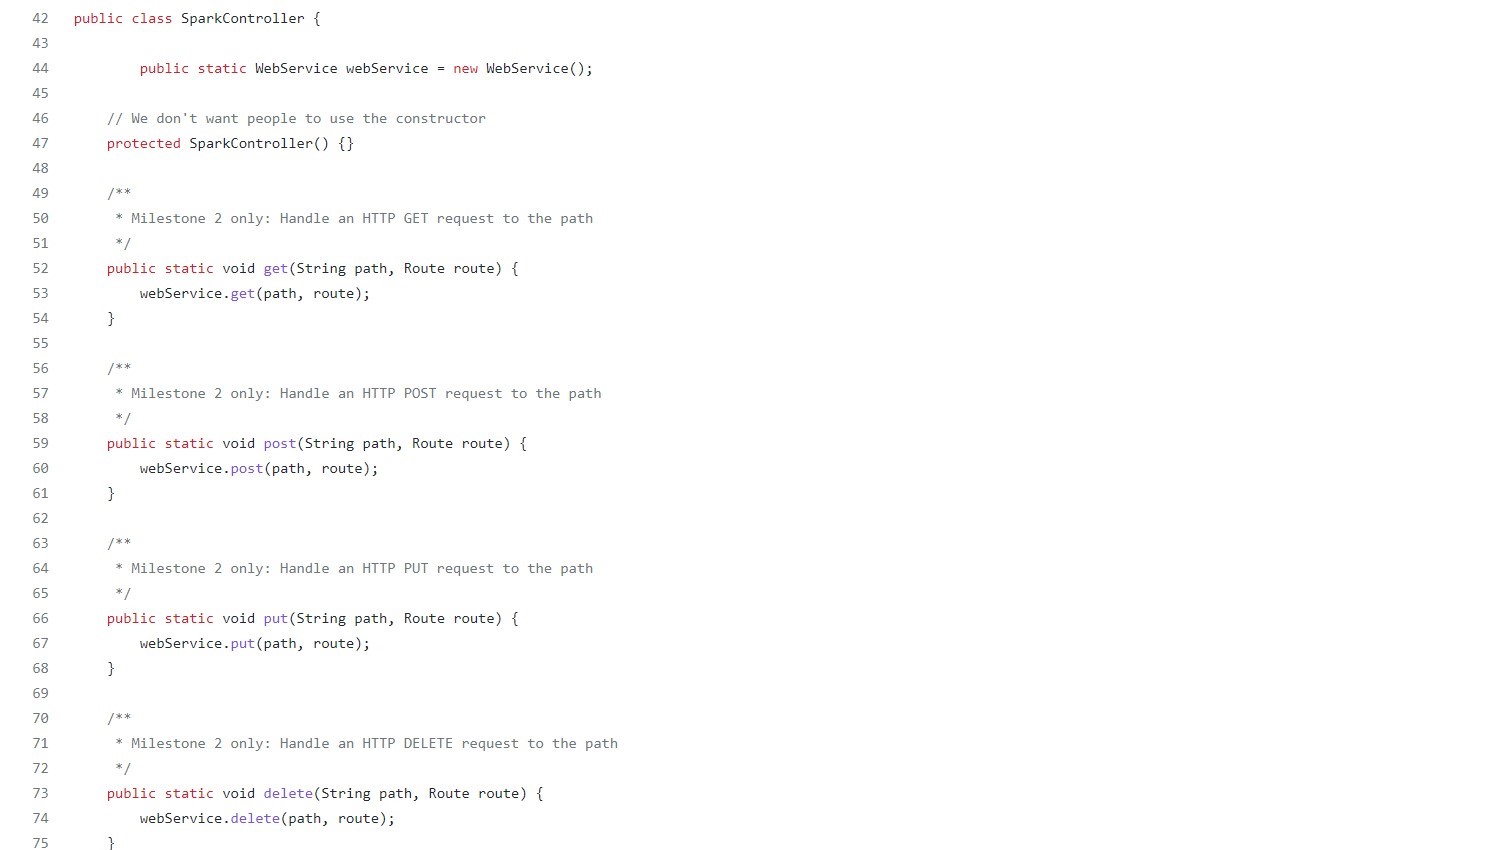 42 public class SparkController {
43
44 public static WebService webService = new WebService();
45
46 // We don't want people to use the constructor
47 protected SparkController() {}
48
49 /**
50 * Milestone 2 only: Handle an HTTP GET request to the path
51 */
52 public static void get(String path, Route route) {
53 webService.get(path, route);
54 }
55
56 /**
57 * Milestone 2 only: Handle an HTTP POST request to the path
58 */
59 public static void post(String path, Route route) {
60 webService.post(path, route);
61 }
62
63 /**
64 * Milestone 2 only: Handle an HTTP PUT request to the path
65 */
66 public static void put(String path, Route route) {
67 webService.put(path, route);
68 }
69
70 /**
71 * Milestone 2 only: Handle an HTTP DELETE request to the path
72 */
73 public static void delete(String path, Route route) {
74 webService.delete(path, route);
75 }